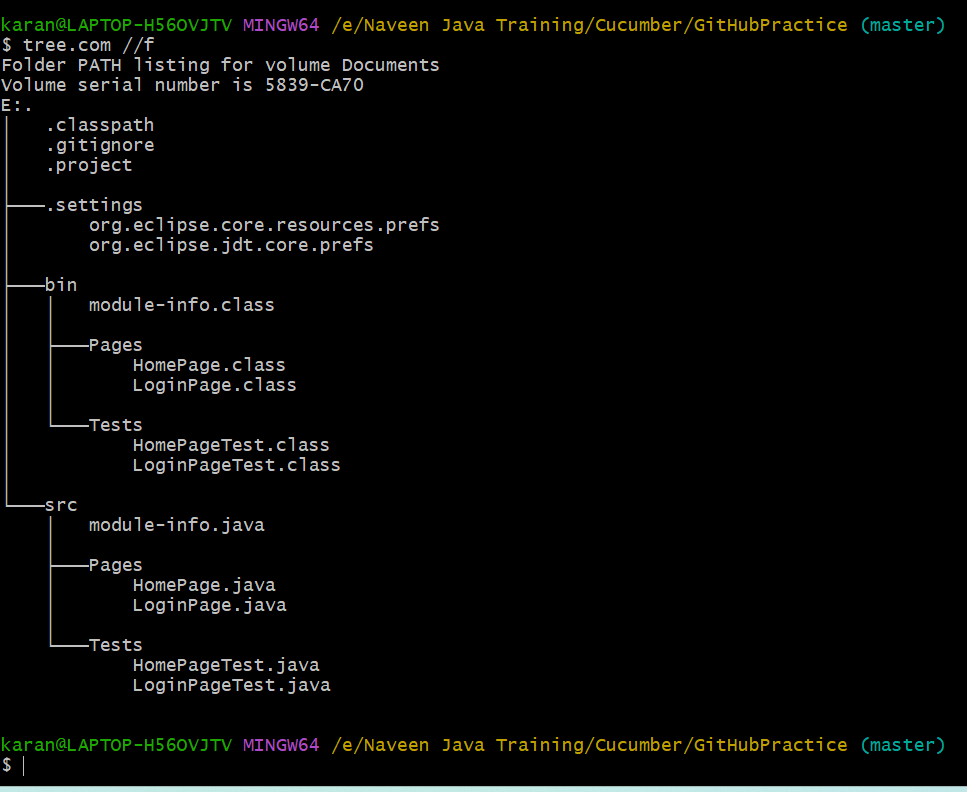 karan@LAPTOP-H56OVJTV MINGW64 /e/Naveen Java Training/Cucumber/GitHubPractice (master)
$ tree.com //f
Folder PATH listing for volume Documents
Volume serial number is 5839-CA70
E:.
│   .classpath
│   .gitignore
│   .project
│
├───.settings
│       org.eclipse.core.resources.prefs
│       org.eclipse.jdt.core.prefs
│
├───bin
│   │   module-info.class
│   │
│   ├───Pages
│   │       HomePage.class
│   │       LoginPage.class
│   │
│   └───Tests
│           HomePageTest.class
│           LoginPageTest.class
│
└───src
    │   module-info.java
    │
    ├───Pages
    │       HomePage.java
    │       LoginPage.java
    │
    └───Tests
            HomePageTest.java
            LoginPageTest.java
karan@LAPTOP-H56OVJTV MINGW64 /e/Naveen Java Training/Cucumber/GitHubPractice (master)
$